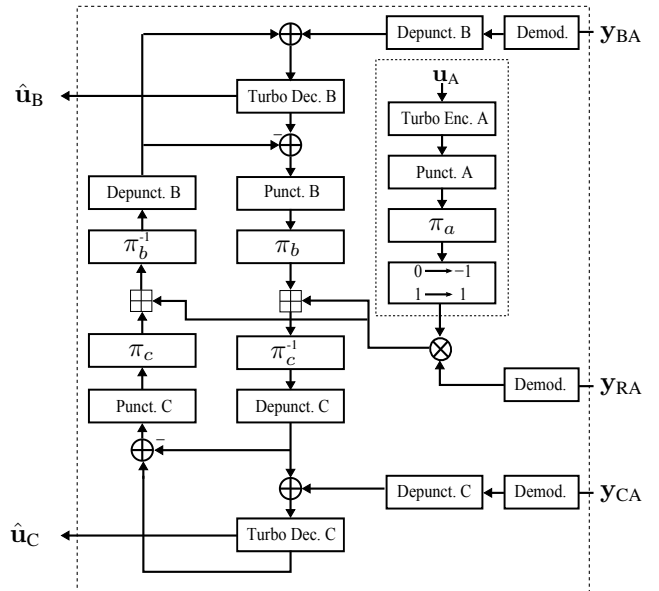 Depunct. B
Demod.
y_BA
û_B
Turbo Dec. B
u_A
Turbo Enc. A
−
Depunct. B
Punct. B
Punct. A
π_b^-1
π_b
π_a
0 → −1
1 → 1
π_c
π_c^-1
Punct. C
Depunct. C
Demod.
y_RA
−
Depunct. C
Demod.
y_CA
û_C
Turbo Dec. C